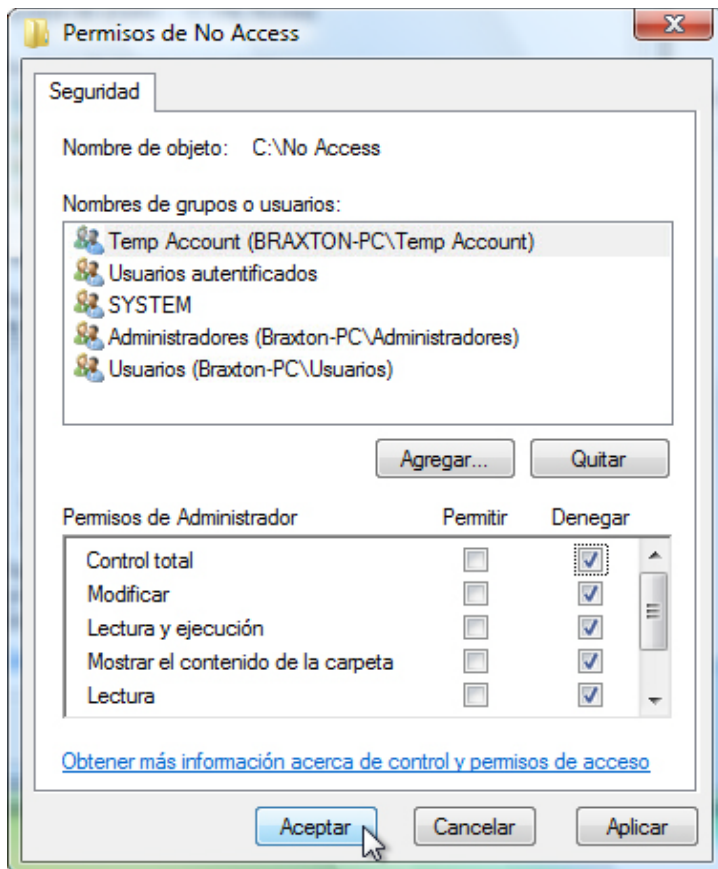 Permisos de No Access
Seguridad
Nombre de objeto: C:\No Access
Nombres de grupos o usuarios:
Temp Account (BRAXTON-PC\Temp Account)
Usuarios autentificados
SYSTEM
Administradores (Braxton-PC\Administradores)
Usuarios (Braxton-PC\Usuarios)
Agregar... Quitar
Permisos de Administrador Permitir Denegar
Control total
Modificar
Lectura y ejecución
Mostrar el contenido de la carpeta
Lectura
Obtener más información acerca de control y permisos de acceso
Aceptar Cancelar Aplicar